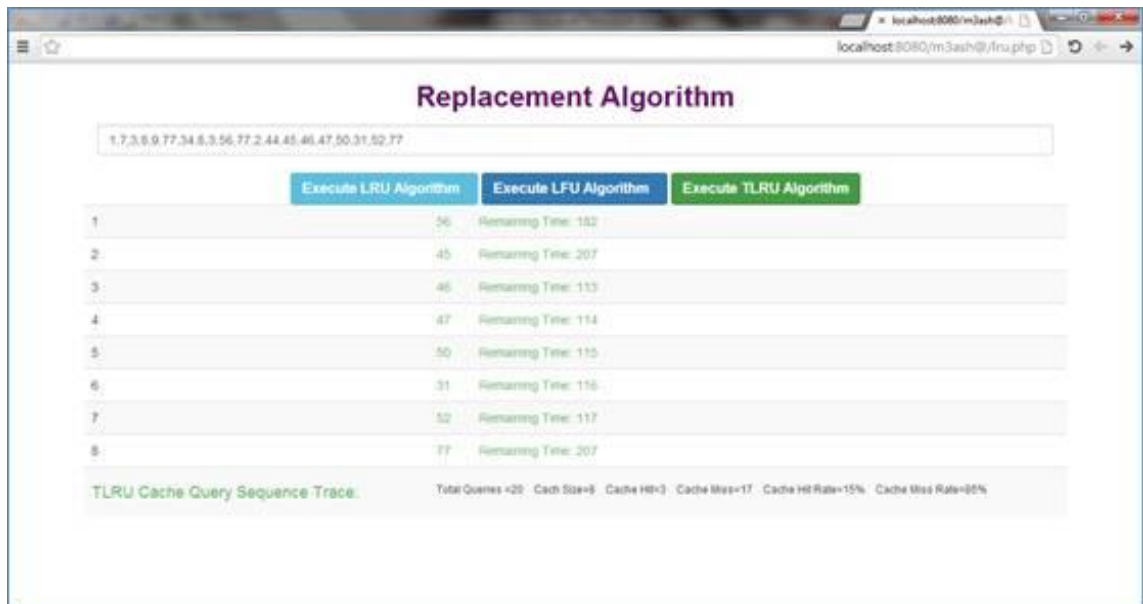 localhost:8080/m3ash@/
localhost:8080/m3ash@/lru.php
Replacement Algorithm
1,7,3,8,9,77,34,8,3,56,77,2,44,45,46,47,50,31,52,77
Execute LRU Algorithm Execute LFU Algorithm Execute TLRU Algorithm
1 56 Remaining Time: 182
2 45 Remaining Time: 207
3 46 Remaining Time: 113
4 47 Remaining Time: 114
5 50 Remaining Time: 115
6 31 Remaining Time: 116
7 52 Remaining Time: 117
8 77 Remaining Time: 207
TLRU Cache Query Sequence Trace: Total Queries =20 Cach Size=8 Cache Hit=3 Cache Miss=17 Cache Hit Rate=15% Cache Miss Rate=85%